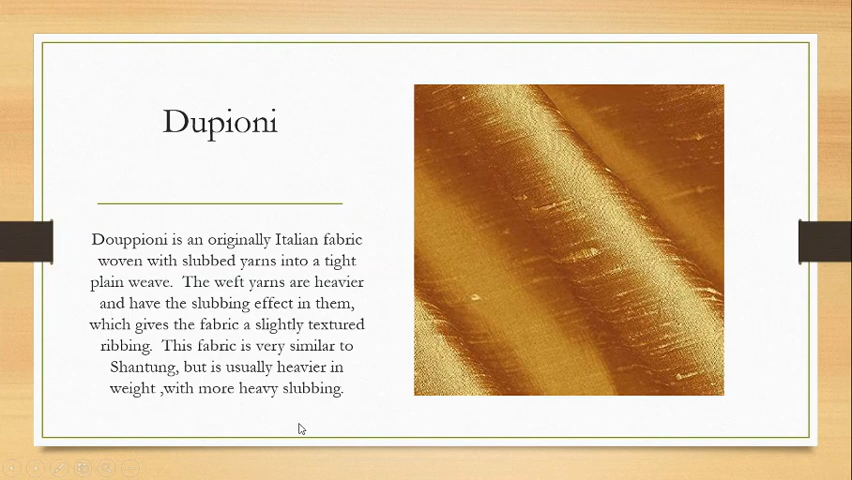 Dupioni
Douppioni is an originally Italian fabric
woven with slubbed yarns into a tight
plain weave.  The weft yarns are heavier
and have the slubbing effect in them,
which gives the fabric a slightly textured
ribbing.  This fabric is very similar to
Shantung, but is usually heavier in
weight ,with more heavy slubbing.